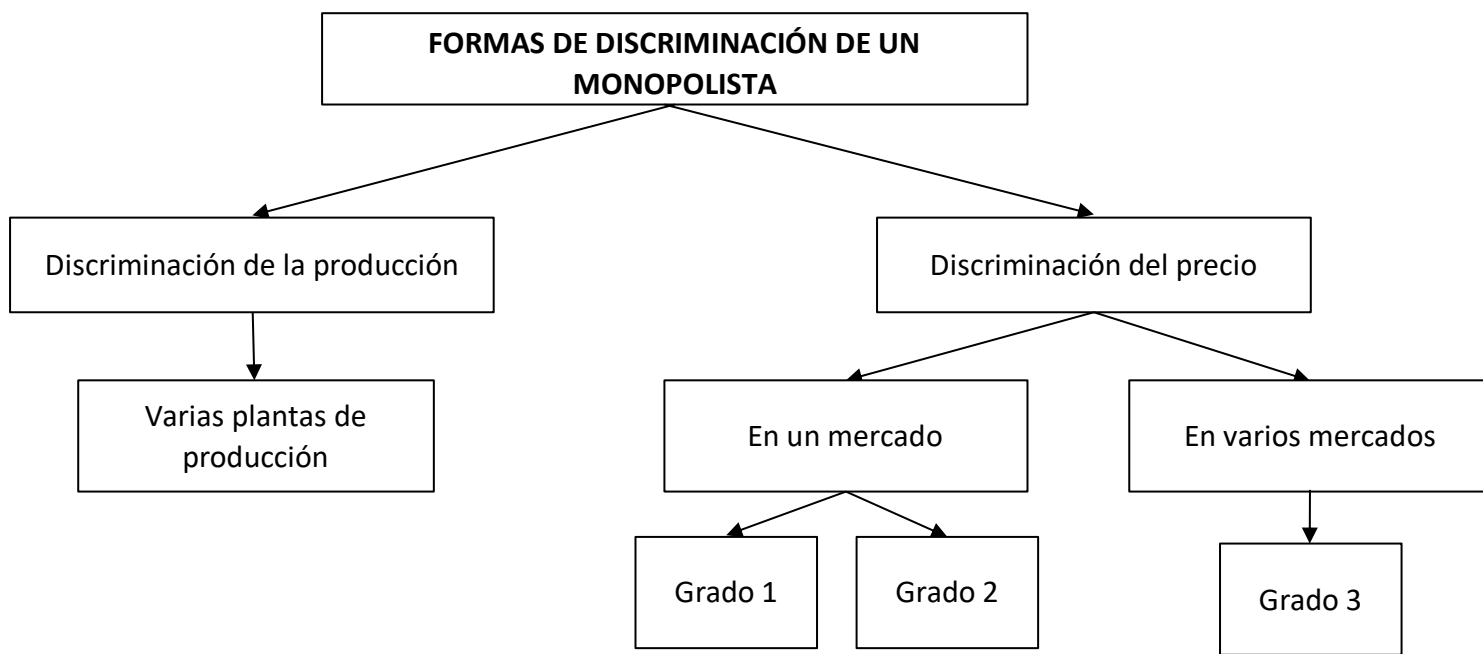 FORMAS DE DISCRIMINACIÓN DE UN
MONOPOLISTA
Discriminación de la producción
Discriminación del precio
Varias plantas de
producción
En un mercado
En varios mercados
Grado 1
Grado 2
Grado 3